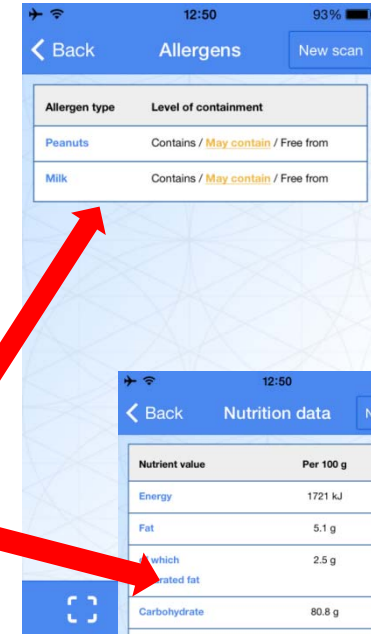 12:50 93%
Back Allergens New scan
Allergen type Level of containment
Peanuts Contains / May contain / Free from
Milk Contains / May contain / Free from
12:50
Back Nutrition data N
Nutrient value Per 100 g
Energy 1721 kJ
Fat 5.1 g
which 2.5 g
fat
Carbohydrate 80.8 g